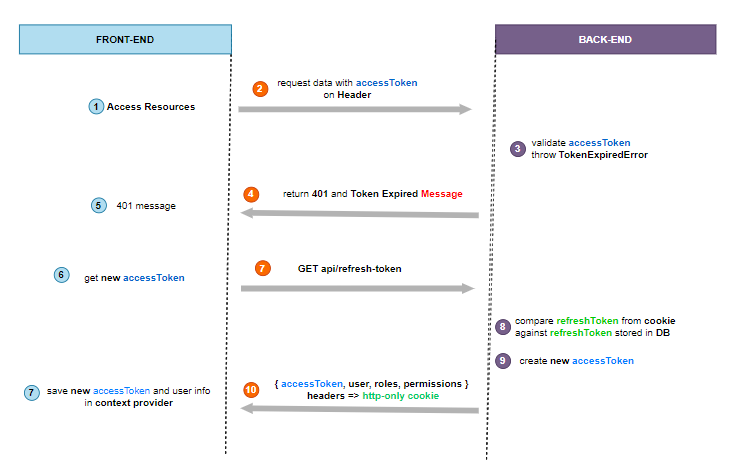 FRONT-END
BACK-END
1 Access Resources
2 request data with accessToken
on Header
3 validate accessToken
throw TokenExpiredError
4 return 401 and Token Expired Message
5 401 message
6 get new accessToken
7 GET api/refresh-token
8 compare refreshToken from cookie
against refreshToken stored in DB
9 create new accessToken
10 { accessToken, user, roles, permissions }
headers => http-only cookie
7 save new accessToken and user info
in context provider